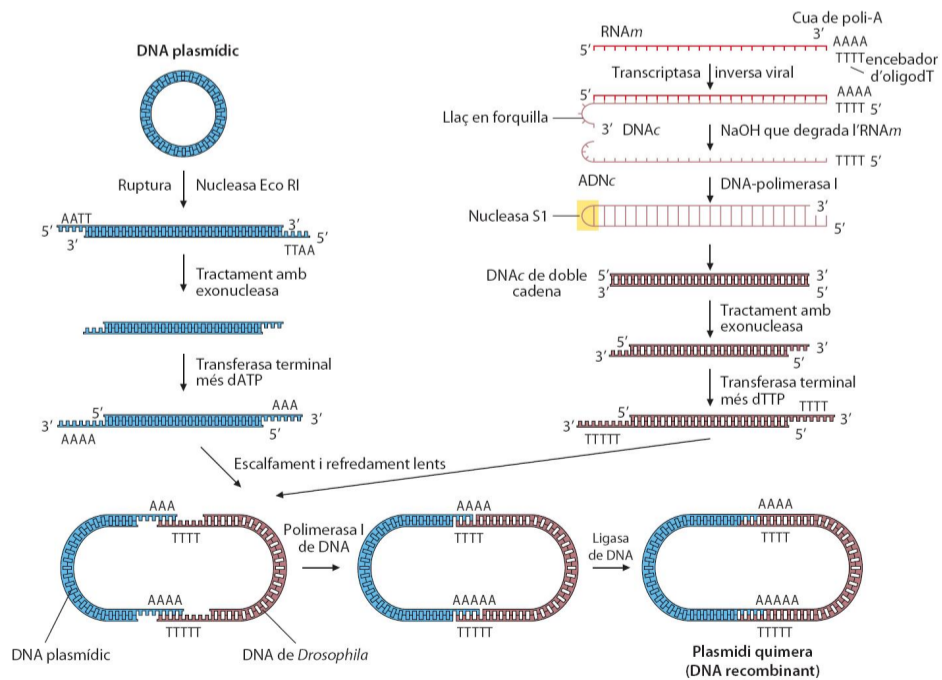 DNA plasmídic
Ruptura
Nucleasa Eco RI
AATT
5′
3′
3′
5′
TTAA
Tractament amb
exonucleasa
Transferasa terminal
més dATP
AAA
5′
3′
3′
5′
AAAA
Cua de poli-A
RNAm
3′
AAAA
5′
TTTT
encebador
d’oligodT
Transcriptasa
inversa viral
5′
AAAA
TTTT 5′
Llaç en forquilla
3′ DNAc
NaOH que degrada l’RNAm
TTTT 5′
ADNc
DNA-polimerasa I
3′
Nucleasa S1
5′
DNAc de doble
cadena
5′
3′
3′
5′
Tractament amb
exonucleasa
5′
3′
3′
5′
Transferasa terminal
més dTTP
TTTT
5′
3′
3′
5′
TTTTT
Escalfament i refredament lents
AAA
TTTT
AAAA
TTTTT
DNA plasmídic
DNA de Drosophila
Polimerasa I
de DNA
AAAA
TTTT
AAAAA
TTTTT
Ligasa
de DNA
AAAA
TTTT
AAAAA
TTTTT
Plasmidi quimera
(DNA recombinant)